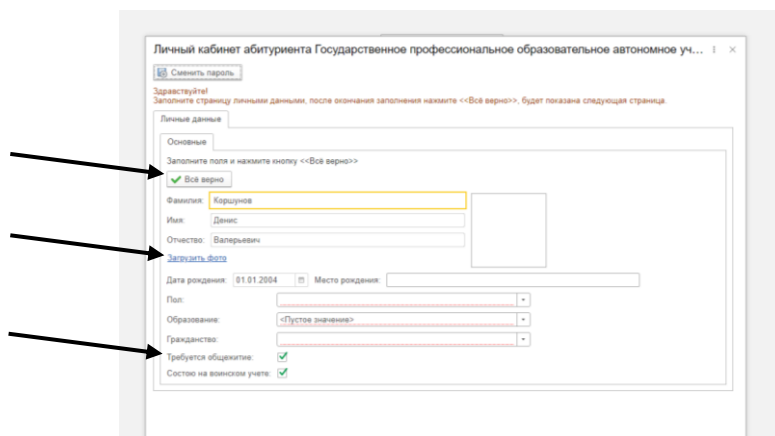 Личный кабинет абитуриента Государственное профессиональное образовательное автономное уч...
Сменить пароль
Здравствуйте!
Заполните страницу личными данными, после окончания заполнения нажмите <<Всё верно>>, будет показана следующая страница.
Личные данные
Основные
Заполните поля и нажмите кнопку <<Всё верно>>
Всё верно
Фамилия: Коршунов
Имя: Денис
Отчество: Валерьевич
Загрузить фото
Дата рождения: 01.01.2004 Место рождения:
Пол:
Образование: <Пустое значение>
Гражданство:
Требуется общежитие:
Состою на воинском учете: